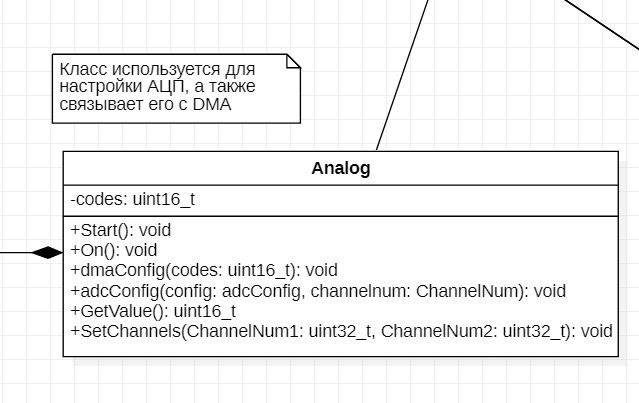 Класс используется для
настройки АЦП, а также
связывает его с DMA
Analog
-codes: uint16_t
+Start(): void
+On(): void
+dmaConfig(codes: uint16_t): void
+adcConfig(config: adcConfig, channelnum: ChannelNum): void
+GetValue(): uint16_t
+SetChannels(ChannelNum1: uint32_t, ChannelNum2: uint32_t): void